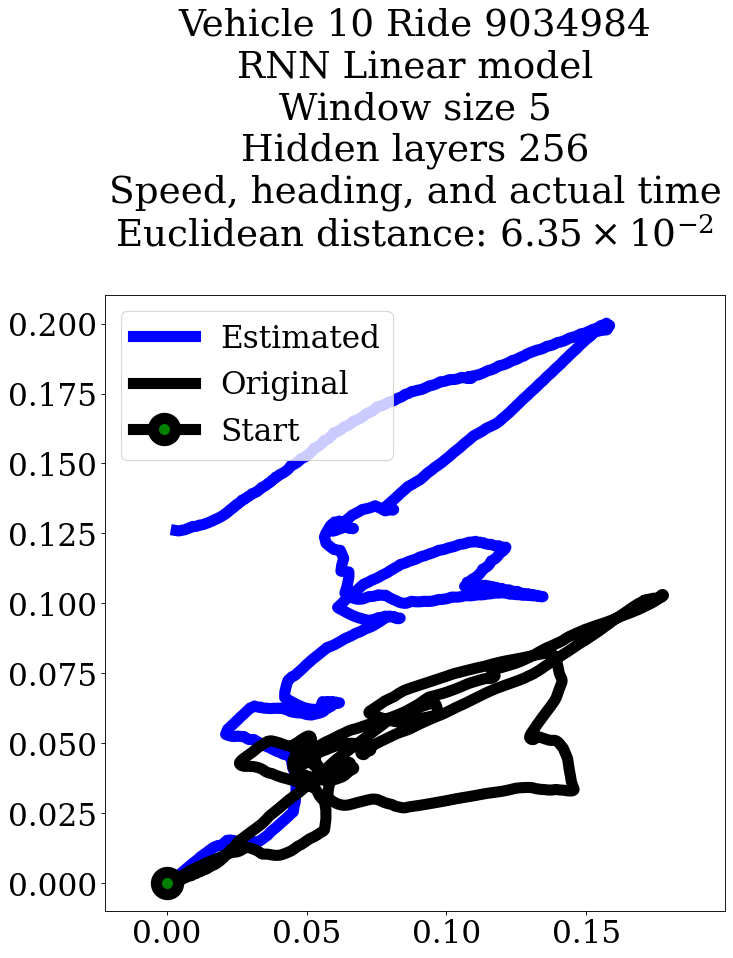 Vehicle 10 Ride 9034984
RNN Linear model
Window size 5
Hidden layers 256
Speed, heading, and actual time
Euclidean distance: 6.35 × 10⁻²
Estimated
Original
Start
0.200
0.175
0.150
0.125
0.100
0.075
0.050
0.025
0.000
0.00 0.05 0.10 0.15